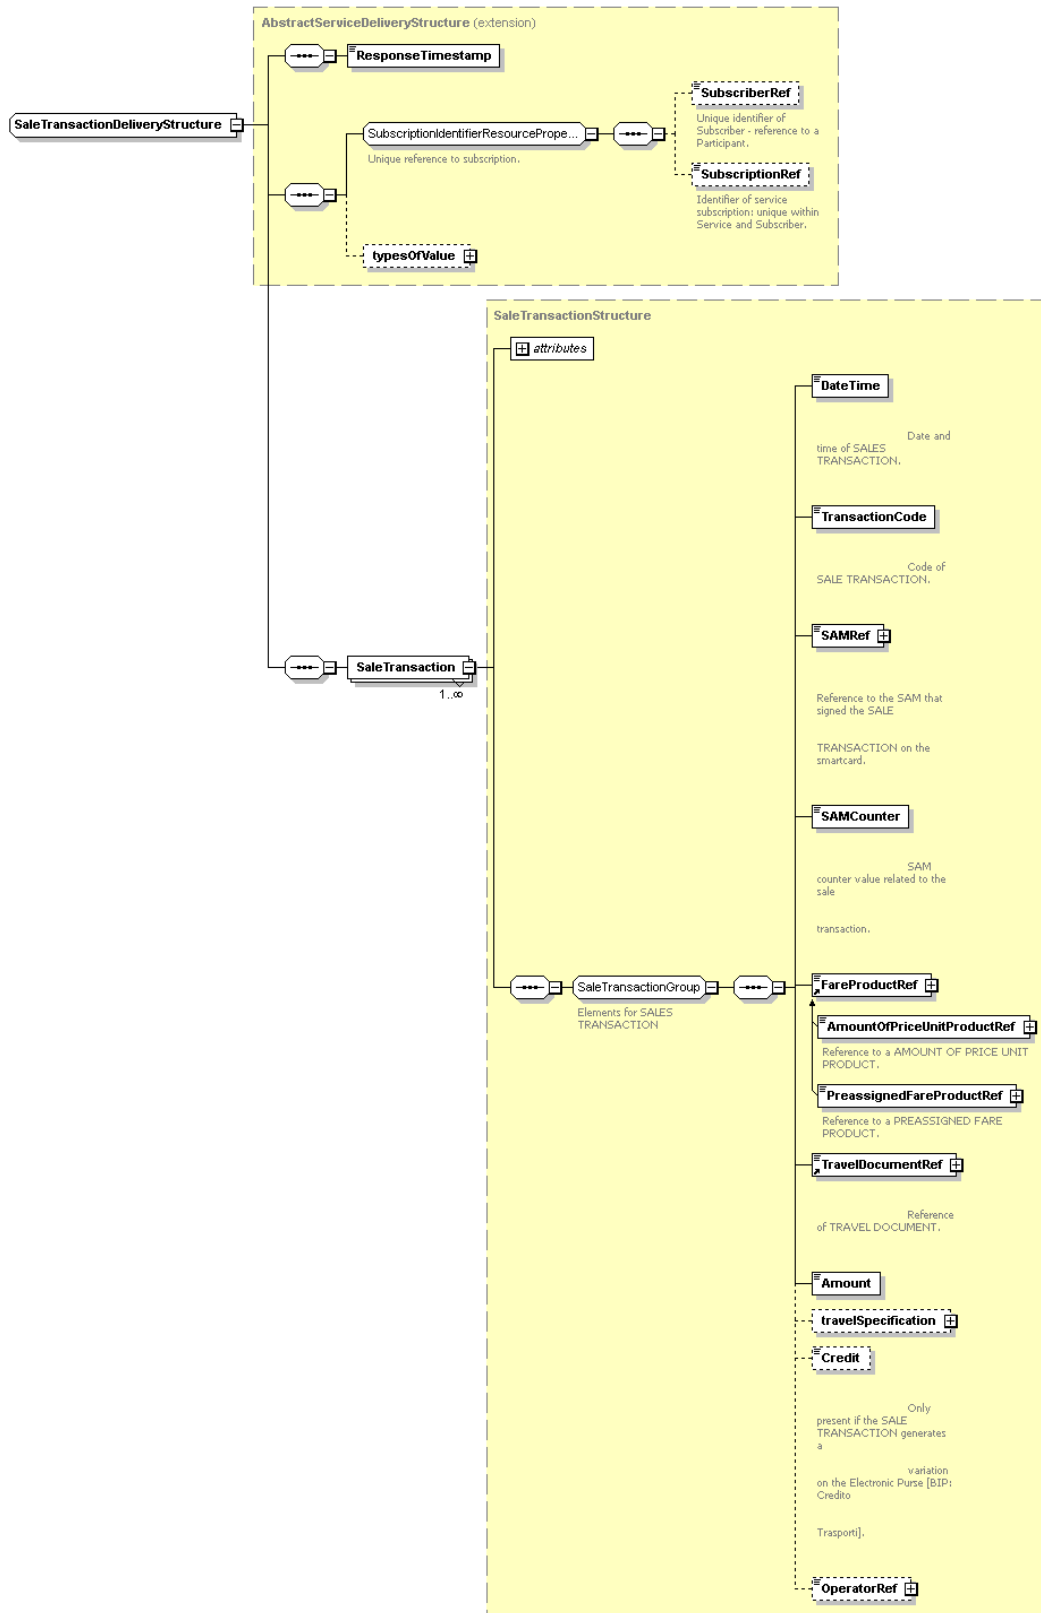 AbstractServiceDeliveryStructure (extension)
ResponseTimestamp
SaleTransactionDeliveryStructure
SubscriptionIdentifierResourcePrope...
Unique reference to subscription.
SubscriberRef
Unique identifier of
Subscriber - reference to a
Participant.
SubscriptionRef
Identifier of service
subscription: unique within
Service and Subscriber.
typesOfValue
SaleTransactionStructure
attributes
DateTime
Date and
time of SALES
TRANSACTION.
TransactionCode
Code of
SALE TRANSACTION.
SAMRef
Reference to the SAM that
signed the SALE
TRANSACTION on the
smartcard.
SaleTransaction
1..∞
SAMCounter
SAM
counter value related to the
sale
transaction.
SaleTransactionGroup
Elements for SALES
TRANSACTION
FareProductRef
AmountOfPriceUnitProductRef
Reference to a AMOUNT OF PRICE UNIT
PRODUCT.
PreassignedFareProductRef
Reference to a PREASSIGNED FARE
PRODUCT.
TravelDocumentRef
Reference
of TRAVEL DOCUMENT.
Amount
travelSpecification
Credit
Only
present if the SALE
TRANSACTION generates
a
variation
on the Electronic Purse [BIP:
Credito
Trasporti].
OperatorRef